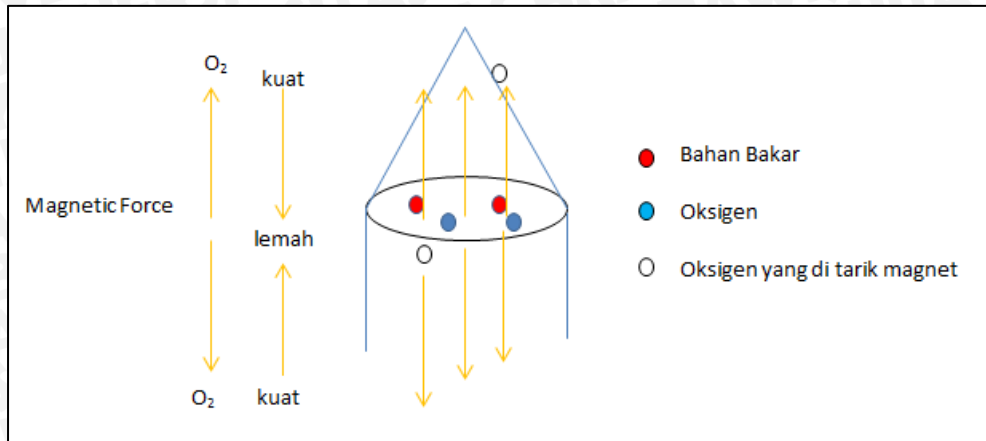 O₂
kuat
Magnetic Force
lemah
O₂
kuat
Bahan Bakar
Oksigen
Oksigen yang di tarik magnet